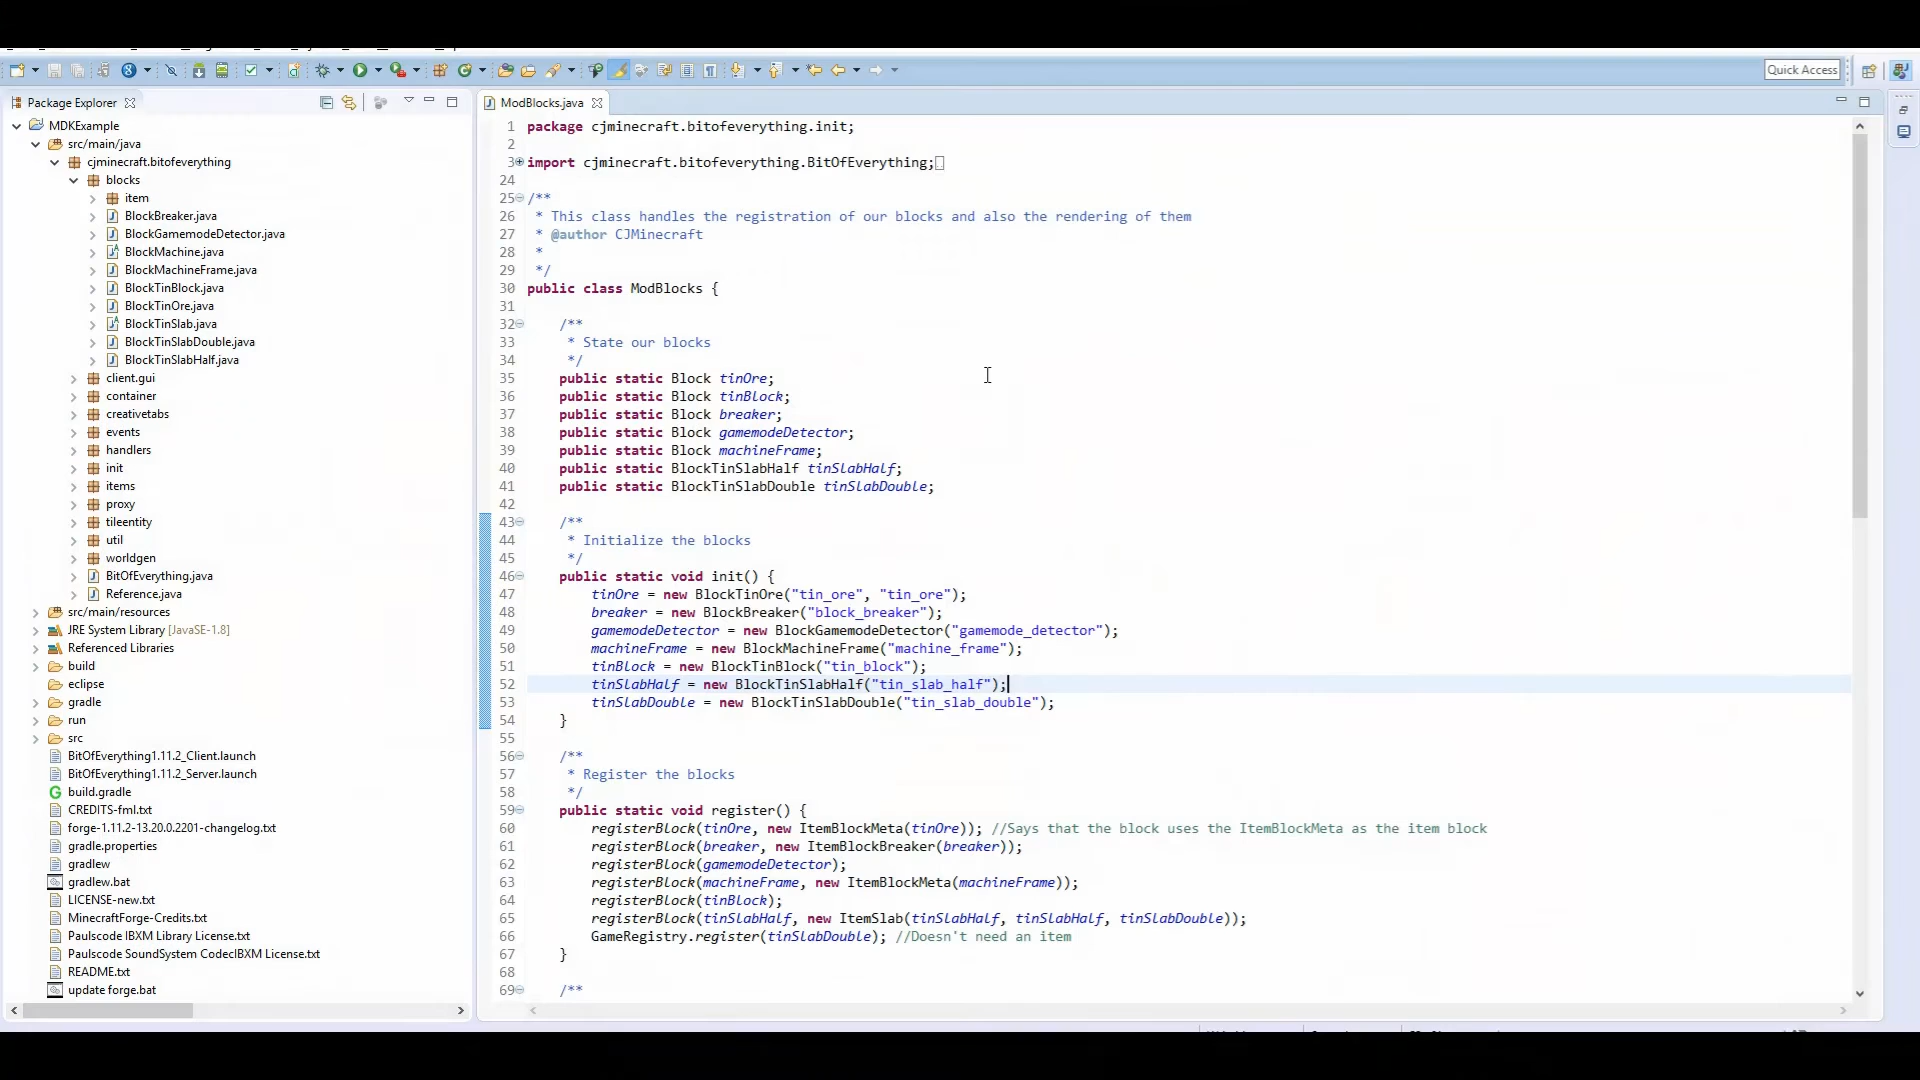 Quick Access
Package Explorer
MDKExample
src/main/java
cjminecraft.bitofeverything
blocks
item
BlockBreaker.java
BlockGamemodeDetector.java
BlockMachine.java
BlockMachineFrame.java
BlockTinBlock.java
BlockTinOre.java
BlockTinSlab.java
BlockTinSlabDouble.java
BlockTinSlabHalf.java
client.gui
container
creativetabs
events
handlers
init
items
proxy
tileentity
util
worldgen
BitOfEverything.java
Reference.java
src/main/resources
JRE System Library [JavaSE-1.8]
Referenced Libraries
build
eclipse
gradle
run
src
BitOfEverything1.11.2_Client.launch
BitOfEverything1.11.2_Server.launch
build.gradle
CREDITS-fml.txt
forge-1.11.2-13.20.0.2201-changelog.txt
gradle.properties
gradlew
gradlew.bat
LICENSE-new.txt
MinecraftForge-Credits.txt
Paulscode IBXM Library License.txt
Paulscode SoundSystem CodecIBXM License.txt
README.txt
update forge.bat
ModBlocks.java
1 package cjminecraft.bitofeverything.init;
2
3 import cjminecraft.bitofeverything.BitOfEverything;
24
25 /**
26 * This class handles the registration of our blocks and also the rendering of them
27 * @author CJMinecraft
28 *
29 */
30 public class ModBlocks {
31
32 /**
33 * State our blocks
34 */
35 public static Block tinOre;
36 public static Block tinBlock;
37 public static Block breaker;
38 public static Block gamemodeDetector;
39 public static Block machineFrame;
40 public static BlockTinSlabHalf tinSlabHalf;
41 public static BlockTinSlabDouble tinSlabDouble;
42
43 /**
44 * Initialize the blocks
45 */
46 public static void init() {
47 tinOre = new BlockTinOre("tin_ore", "tin_ore");
48 breaker = new BlockBreaker("block_breaker");
49 gamemodeDetector = new BlockGamemodeDetector("gamemode_detector");
50 machineFrame = new BlockMachineFrame("machine_frame");
51 tinBlock = new BlockTinBlock("tin_block");
52 tinSlabHalf = new BlockTinSlabHalf("tin_slab_half");
53 tinSlabDouble = new BlockTinSlabDouble("tin_slab_double");
54 }
55
56 /**
57 * Register the blocks
58 */
59 public static void register() {
60 registerBlock(tinOre, new ItemBlockMeta(tinOre)); //Says that the block uses the ItemBlockMeta as the item block
61 registerBlock(breaker, new ItemBlockBreaker(breaker));
62 registerBlock(gamemodeDetector);
63 registerBlock(machineFrame, new ItemBlockMeta(machineFrame));
64 registerBlock(tinBlock);
65 registerBlock(tinSlabHalf, new ItemSlab(tinSlabHalf, tinSlabHalf, tinSlabDouble));
66 GameRegistry.register(tinSlabDouble); //Doesn't need an item
67 }
68
69 /**